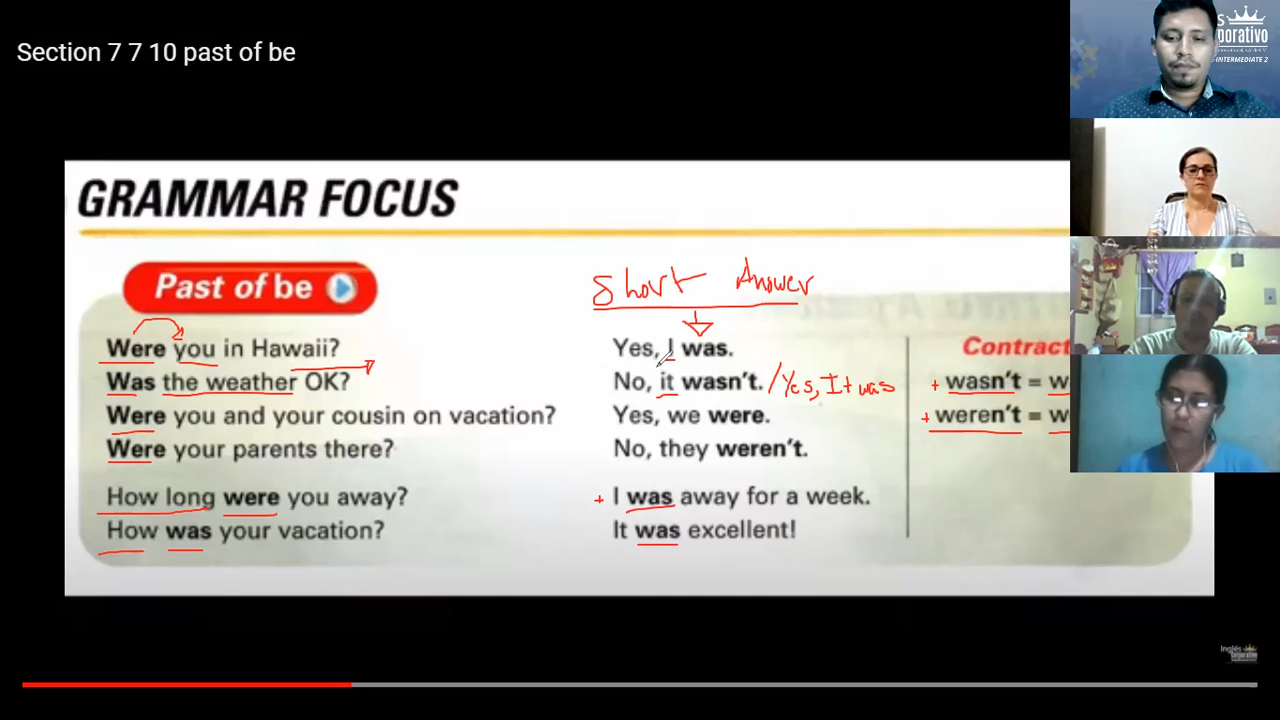 Section 7 7 10 past of be
S
porativo
INTERMEDIATE 2
GRAMMAR FOCUS
Past of be
Short Answer
Were you in Hawaii? Yes, I was. Contract
Was the weather OK? No, it wasn't. / Yes, It was + wasn't = w
Were you and your cousin on vacation? Yes, we were. + weren't = w
Were your parents there? No, they weren't.
How long were you away? + I was away for a week.
How was your vacation? It was excellent!
Inglés
corporativo